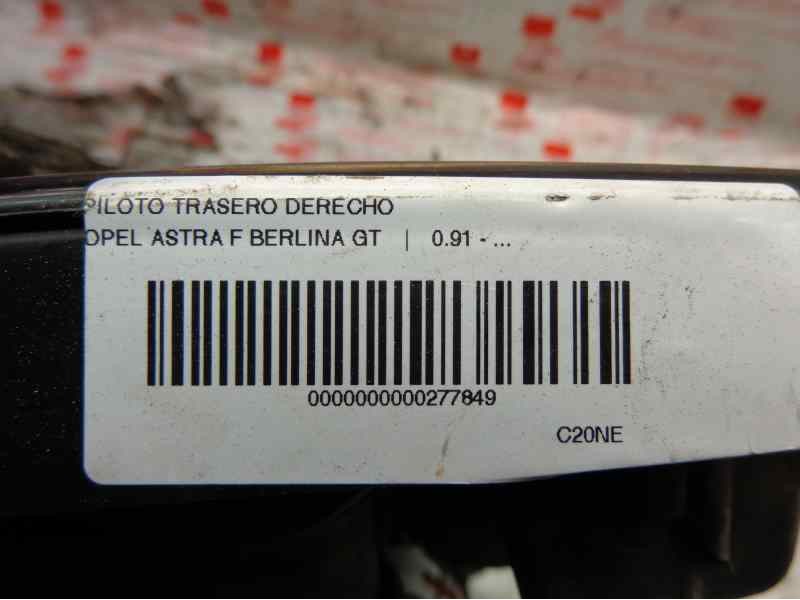 PILOTO TRASERO DERECHO
OPEL ASTRA F BERLINA GT | 0.91 - ...
0000000000277849
C20NE